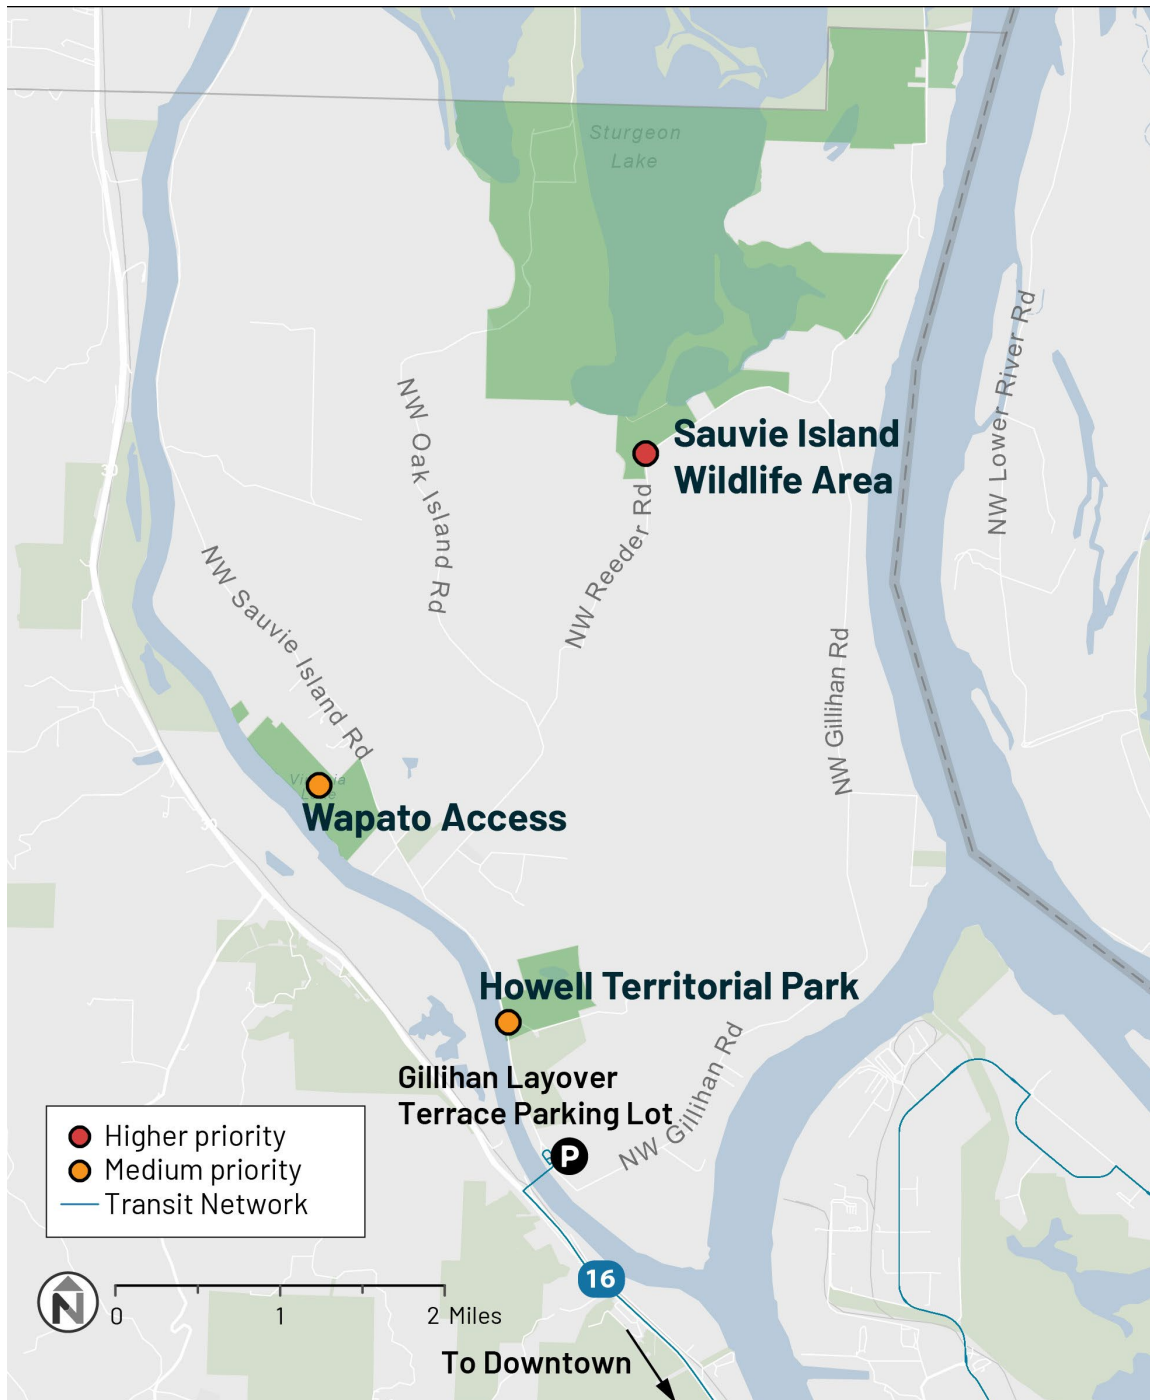 Sturgeon
Lake
NW Lower River Rd
NW Oak Island Rd
Sauvie Island
Wildlife Area
30
NW Reeder Rd
NW Sauvie Island Rd
NW Gillihan Rd
Wapato Access
30
Howell Territorial Park
NW Gillihan Rd
Gillihan Layover
Terrace Parking Lot
P
Higher priority
Medium priority
Transit Network
16
N
0 1 2 Miles
To Downtown